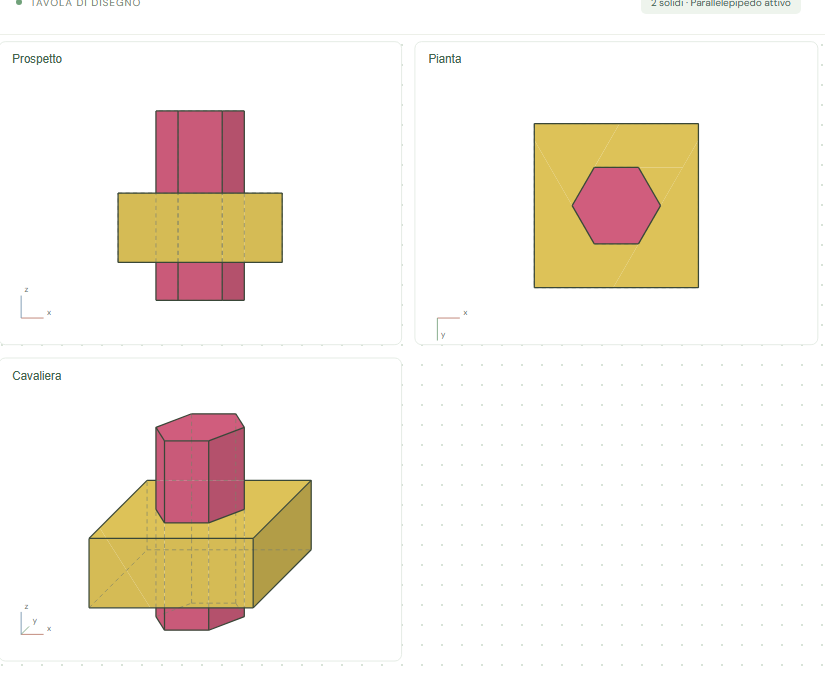 TAVOLA DI DISEGNO
2 solidi · Parallelepipedo attivo
Prospetto
Pianta
z
x
x
y
Cavaliera
z
y
x